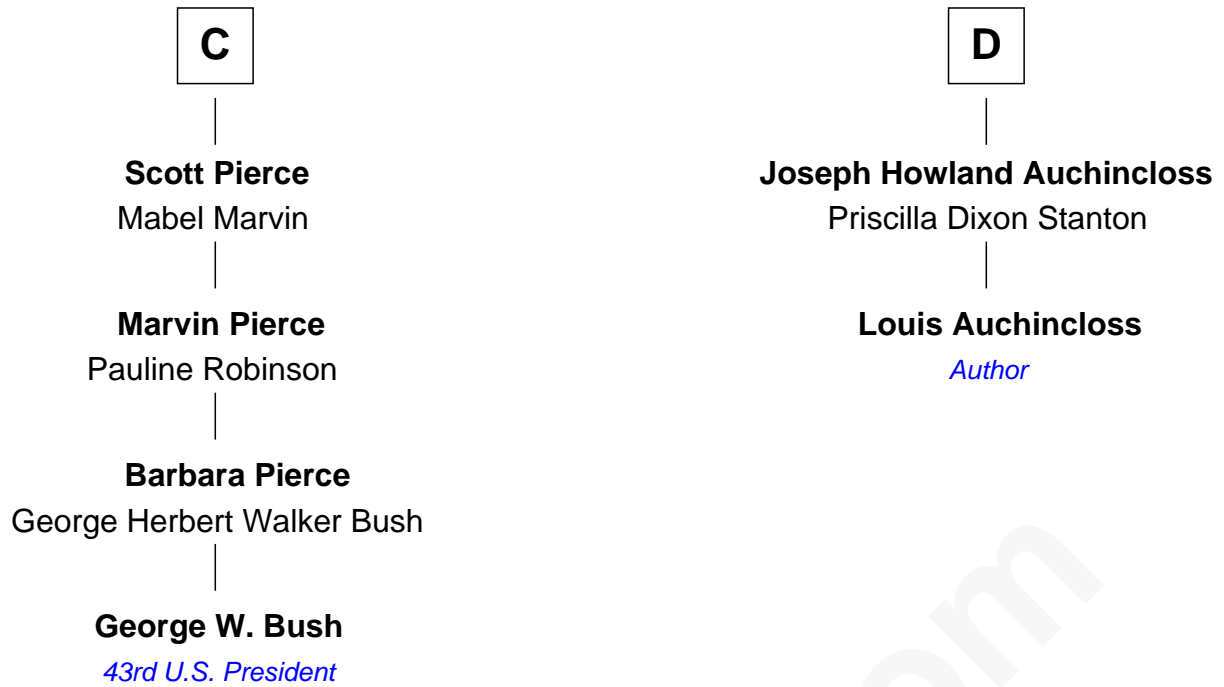 C
Scott Pierce
Mabel Marvin
Marvin Pierce
Pauline Robinson
Barbara Pierce
George Herbert Walker Bush
George W. Bush
43rd U.S. President
D
Joseph Howland Auchincloss
Priscilla Dixon Stanton
Louis Auchincloss
Author
om